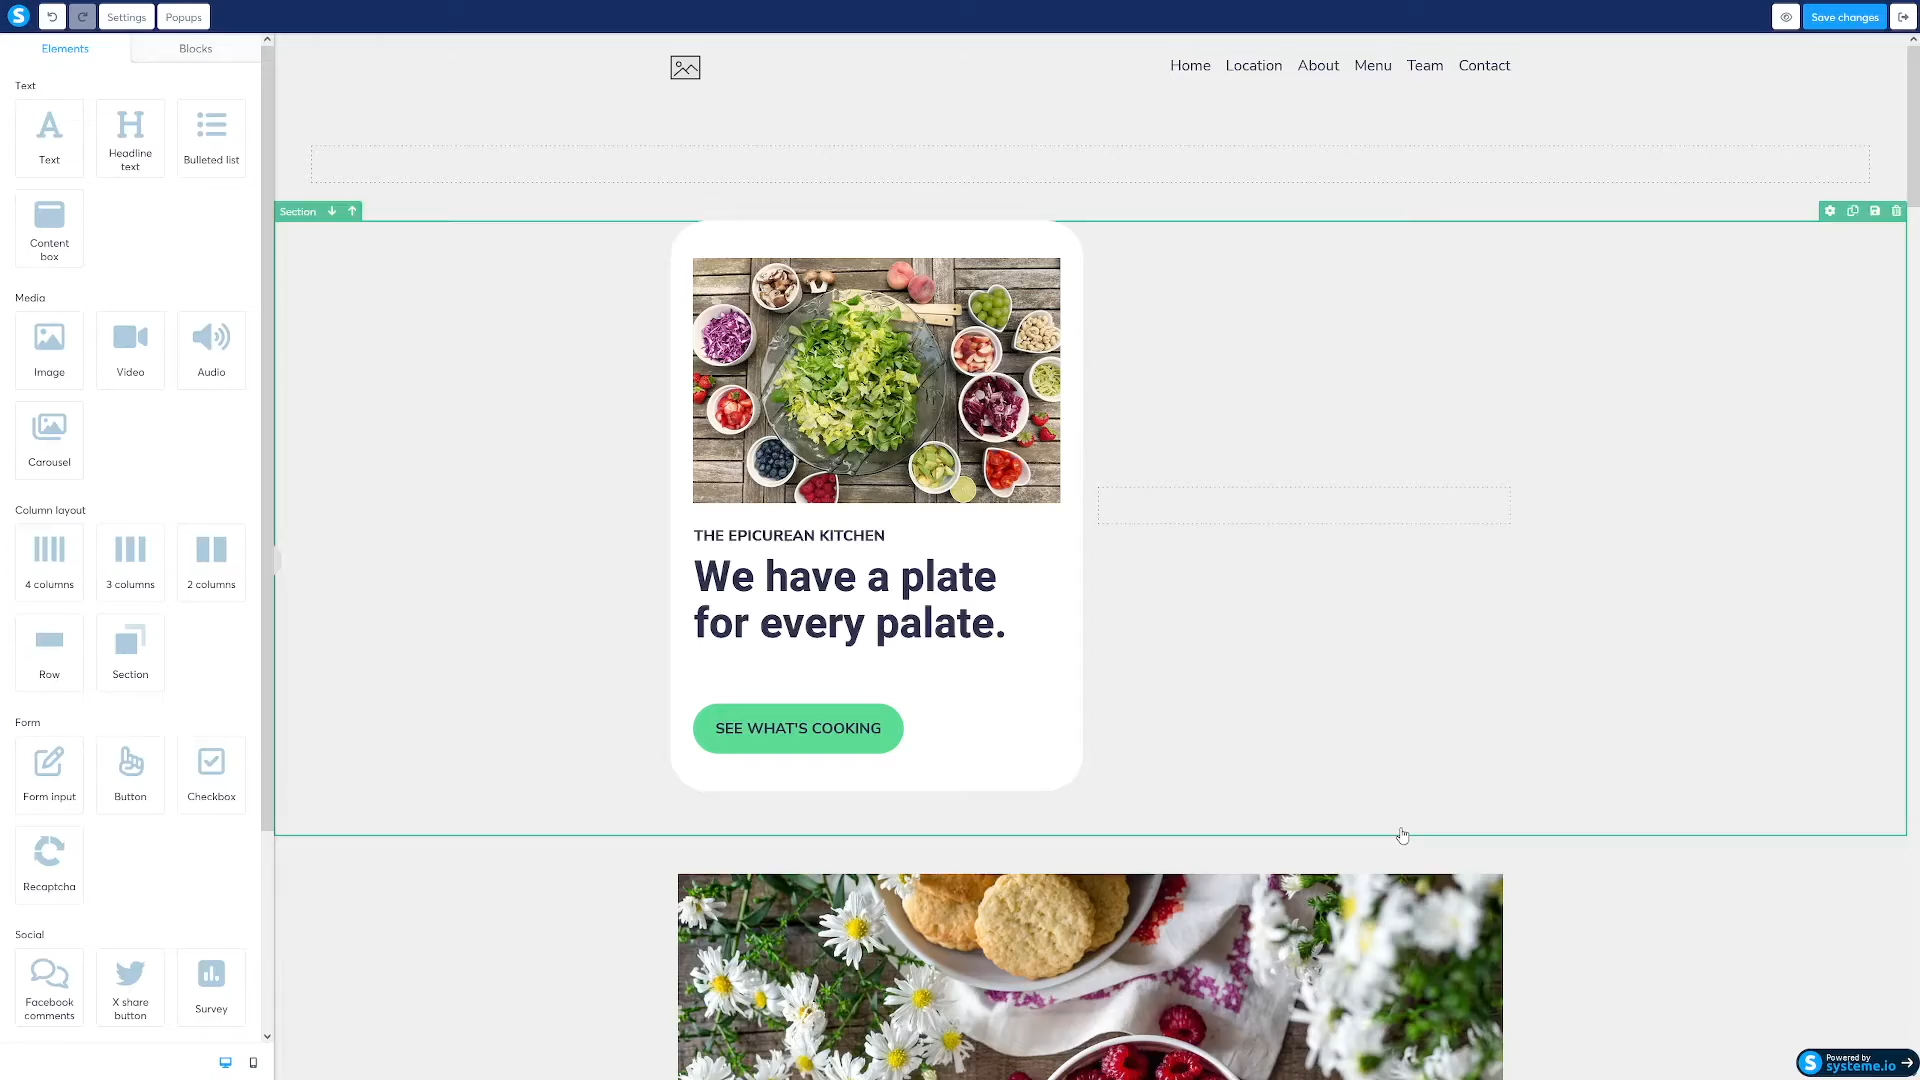 S
Settings
Popups
Save changes
Elements
Blocks
Text
Text
Headline
text
Bulleted list
Content
box
Media
Image
Video
Audio
Carousel
Column layout
4 columns
3 columns
2 columns
Row
Section
Form
Form input
Button
Checkbox
Recaptcha
Social
Facebook
comments
X share
button
Survey
Home
Location
About
Menu
Team
Contact
Section
THE EPICUREAN KITCHEN
We have a plate
for every palate.
SEE WHAT'S COOKING
S
Powered by
systeme.io